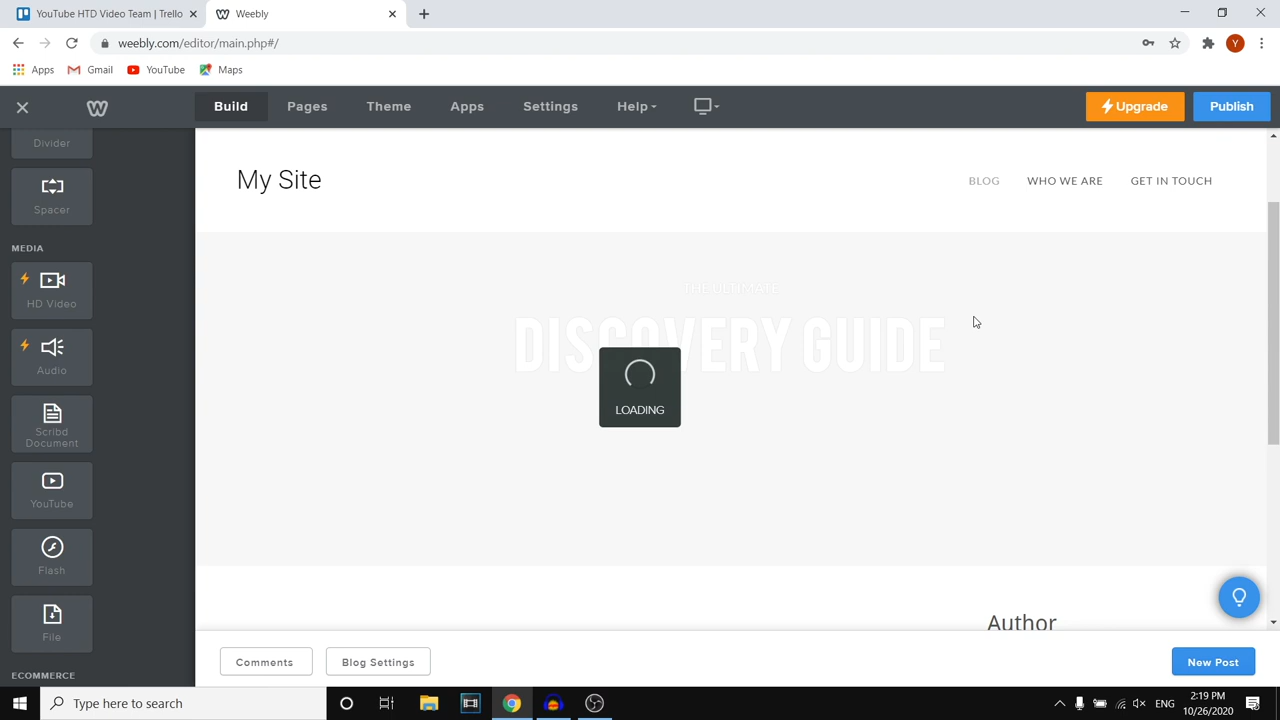 YouTube HTD Video Team | Trello
Weebly
weebly.com/editor/main.php#/
Y
Apps
Gmail
YouTube
Maps
Build
Pages
Theme
Apps
Settings
Help
Upgrade
Publish
Divider
Spacer
MEDIA
HD Video
Audio
Scribd
Document
YouTube
Flash
File
ECOMMERCE
My Site
BLOG
WHO WE ARE
GET IN TOUCH
THE ULTIMATE
DISCOVERY GUIDE
LOADING
Author
Comments
Blog Settings
New Post
Type here to search
ENG
2:19 PM
10/26/2020